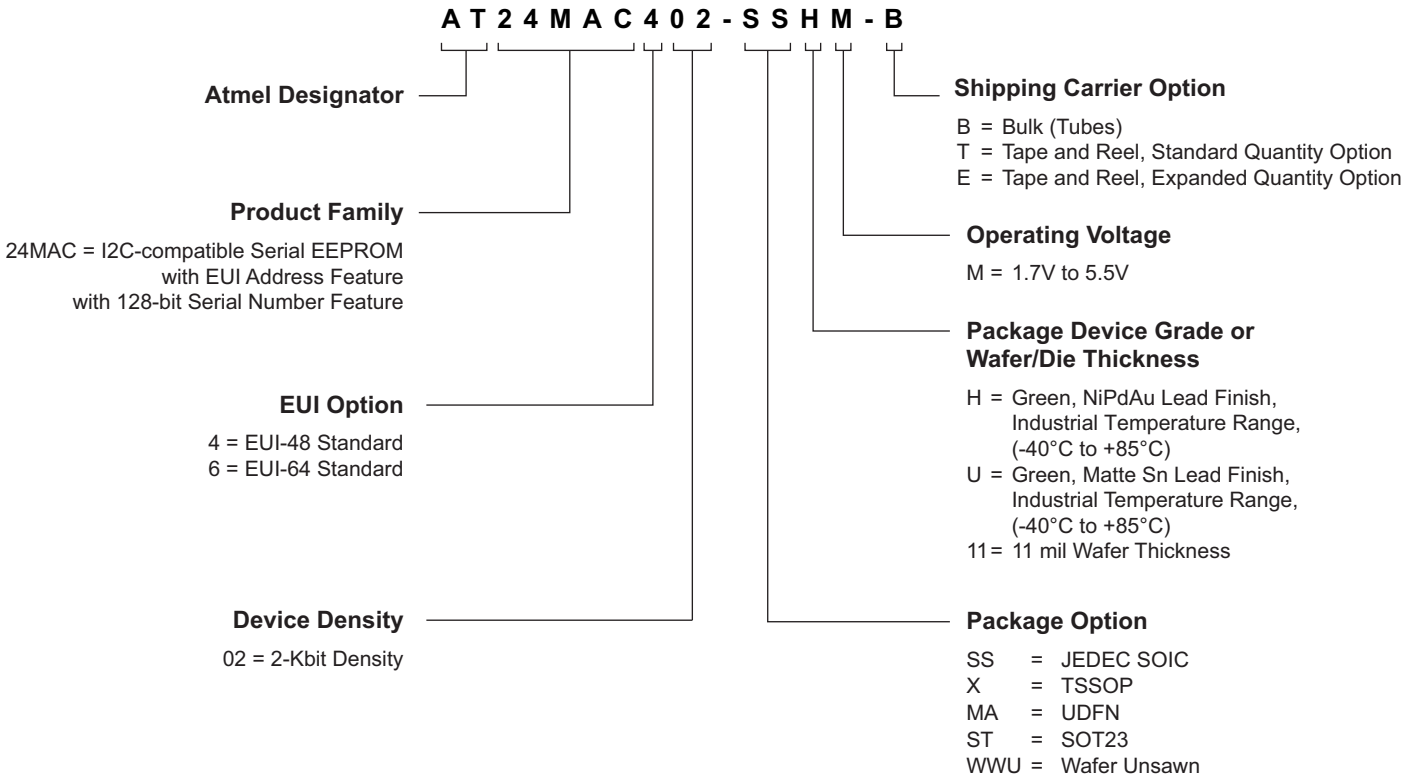 AT24MAC402-SSHM-B
Atmel Designator
Product Family
24MAC = I2C-compatible Serial EEPROM
with EUI Address Feature
with 128-bit Serial Number Feature
EUI Option
4 = EUI-48 Standard
6 = EUI-64 Standard
Device Density
02 = 2-Kbit Density
Shipping Carrier Option
B = Bulk (Tubes)
T = Tape and Reel, Standard Quantity Option
E = Tape and Reel, Expanded Quantity Option
Operating Voltage
M = 1.7V to 5.5V
Package Device Grade or
Wafer/Die Thickness
H = Green, NiPdAu Lead Finish,
Industrial Temperature Range,
(-40°C to +85°C)
U = Green, Matte Sn Lead Finish,
Industrial Temperature Range,
(-40°C to +85°C)
11= 11 mil Wafer Thickness
Package Option
SS = JEDEC SOIC
X = TSSOP
MA = UDFN
ST = SOT23
WWU = Wafer Unsawn